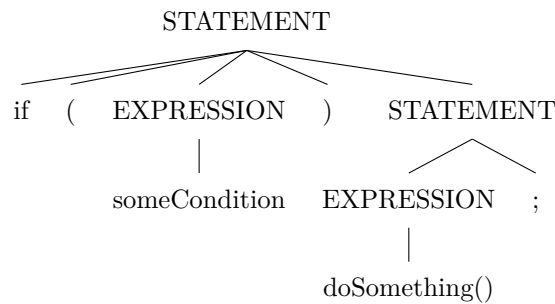 STATEMENT
if ( EXPRESSION ) STATEMENT
someCondition EXPRESSION ;
doSomething()